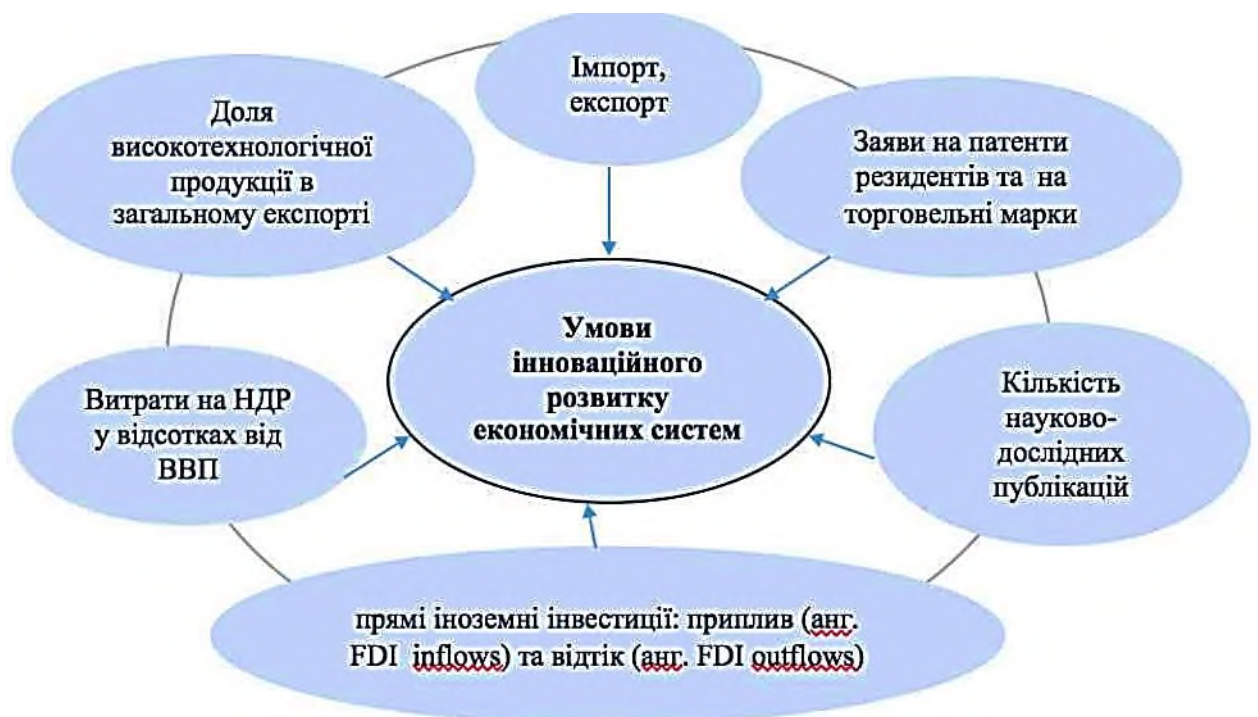 Імпорт,
експорт
Доля
високотехнологічної
продукції в
загальному експорті
Заяви на патенти
резидентів та на
торговельні марки
Умови
інноваційного
розвитку
економічних систем
Витрати на НДР
у відсотках від
ВВП
Кількість
науково-
дослідних
публікацій
прямі іноземні інвестиції: приплив (анг.
FDI inflows) та відтік (анг. FDI outflows)